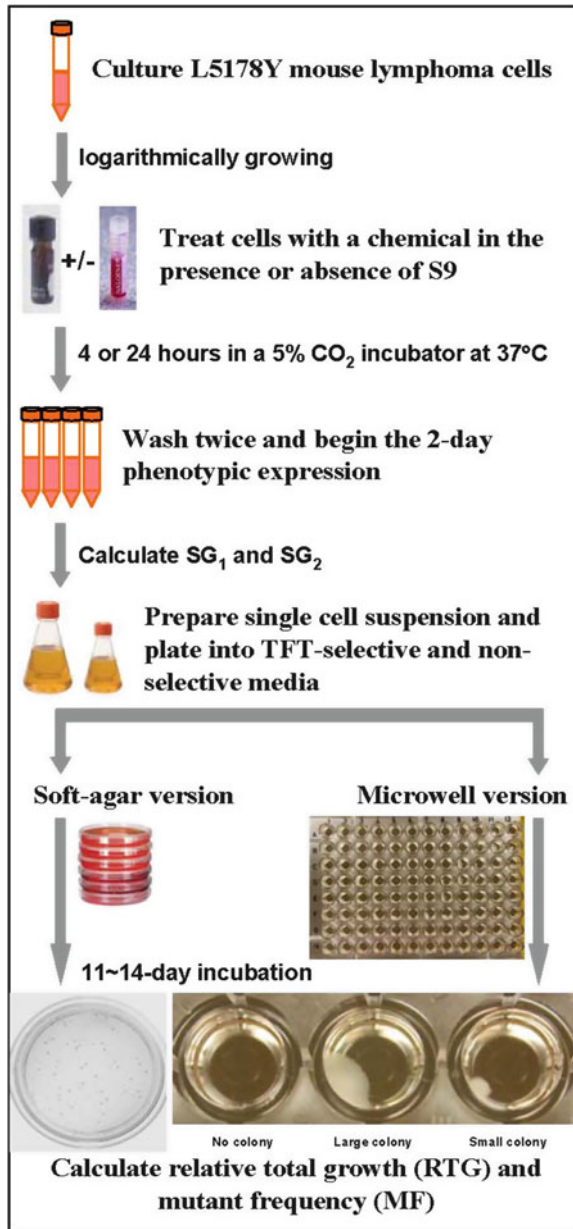 Culture L5178Y mouse lymphoma cells
logarithmically growing
+/-
Treat cells with a chemical in the
presence or absence of S9
4 or 24 hours in a 5% CO₂ incubator at 37°C
Wash twice and begin the 2-day
phenotypic expression
Calculate SG₁ and SG₂
Prepare single cell suspension and
plate into TFT-selective and non-
selective media
Soft-agar version
Microwell version
11~14-day incubation
No colony
Large colony
Small colony
Calculate relative total growth (RTG) and
mutant frequency (MF)